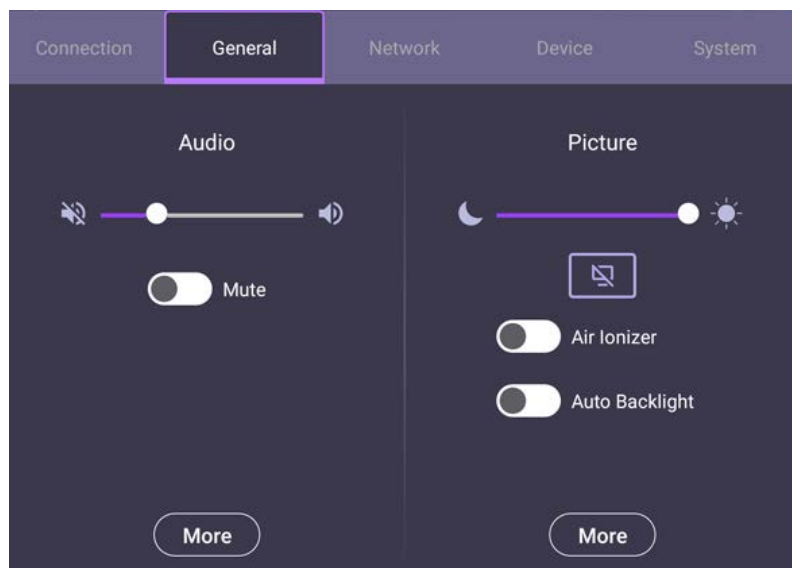 Connection General Network Device System
Audio
Mute
More
Picture
Air Ionizer
Auto Backlight
More